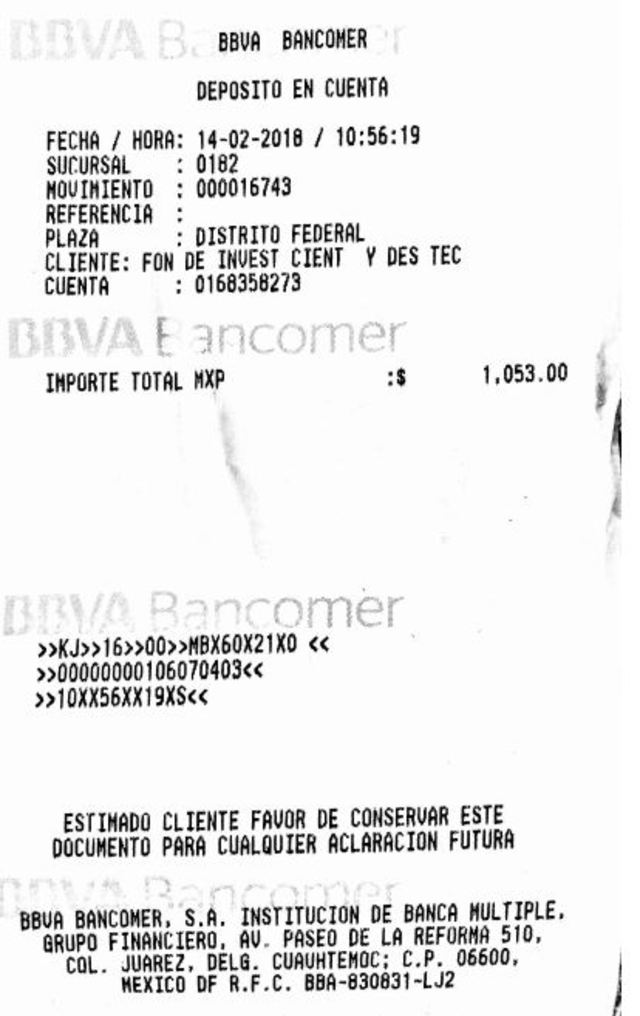 BBVA Bancomer
BBVA BANCOMER
DEPOSITO EN CUENTA
FECHA / HORA: 14-02-2018 / 10:56:19
SUCURSAL : 0182
MOVIMIENTO : 000016743
REFERENCIA :
PLAZA : DISTRITO FEDERAL
CLIENTE: FON DE INVEST CIENT Y DES TEC
CUENTA : 0168358273
BBVA Bancomer
IMPORTE TOTAL MXP :$ 1,053.00
BBVA Bancomer
>>KJ>>16>>00>>MBX60X21X0 <<
>>00000000106070403<<
>>10XX56XX19XS<<
ESTIMADO CLIENTE FAVOR DE CONSERVAR ESTE
DOCUMENTO PARA CUALQUIER ACLARACION FUTURA
BBVA Bancomer
BBVA BANCOMER, S.A. INSTITUCION DE BANCA MULTIPLE,
GRUPO FINANCIERO, AV. PASEO DE LA REFORMA 510,
COL. JUAREZ, DELG. CUAUHTEMOC; C.P. 06600,
MEXICO DF R.F.C. BBA-830831-LJ2